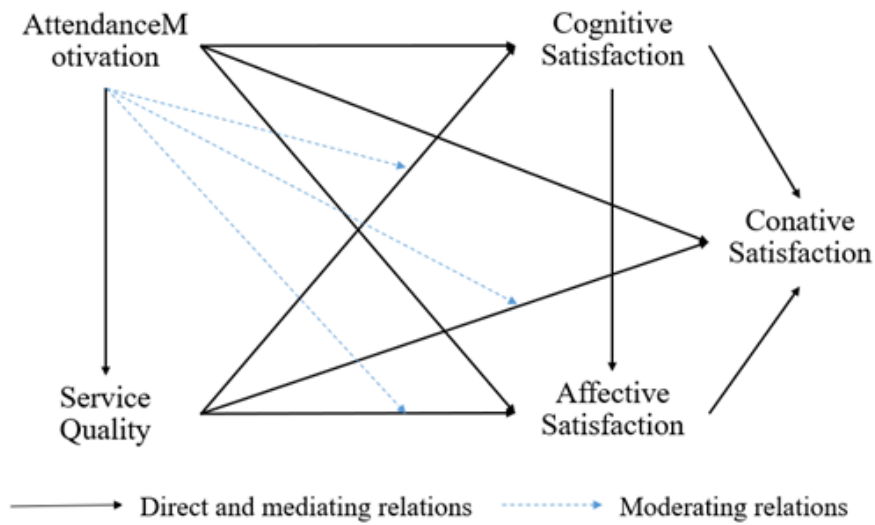 AttendanceM
otivation
Cognitive
Satisfaction
Conative
Satisfaction
Service
Quality
Affective
Satisfaction
Direct and mediating relations
Moderating relations